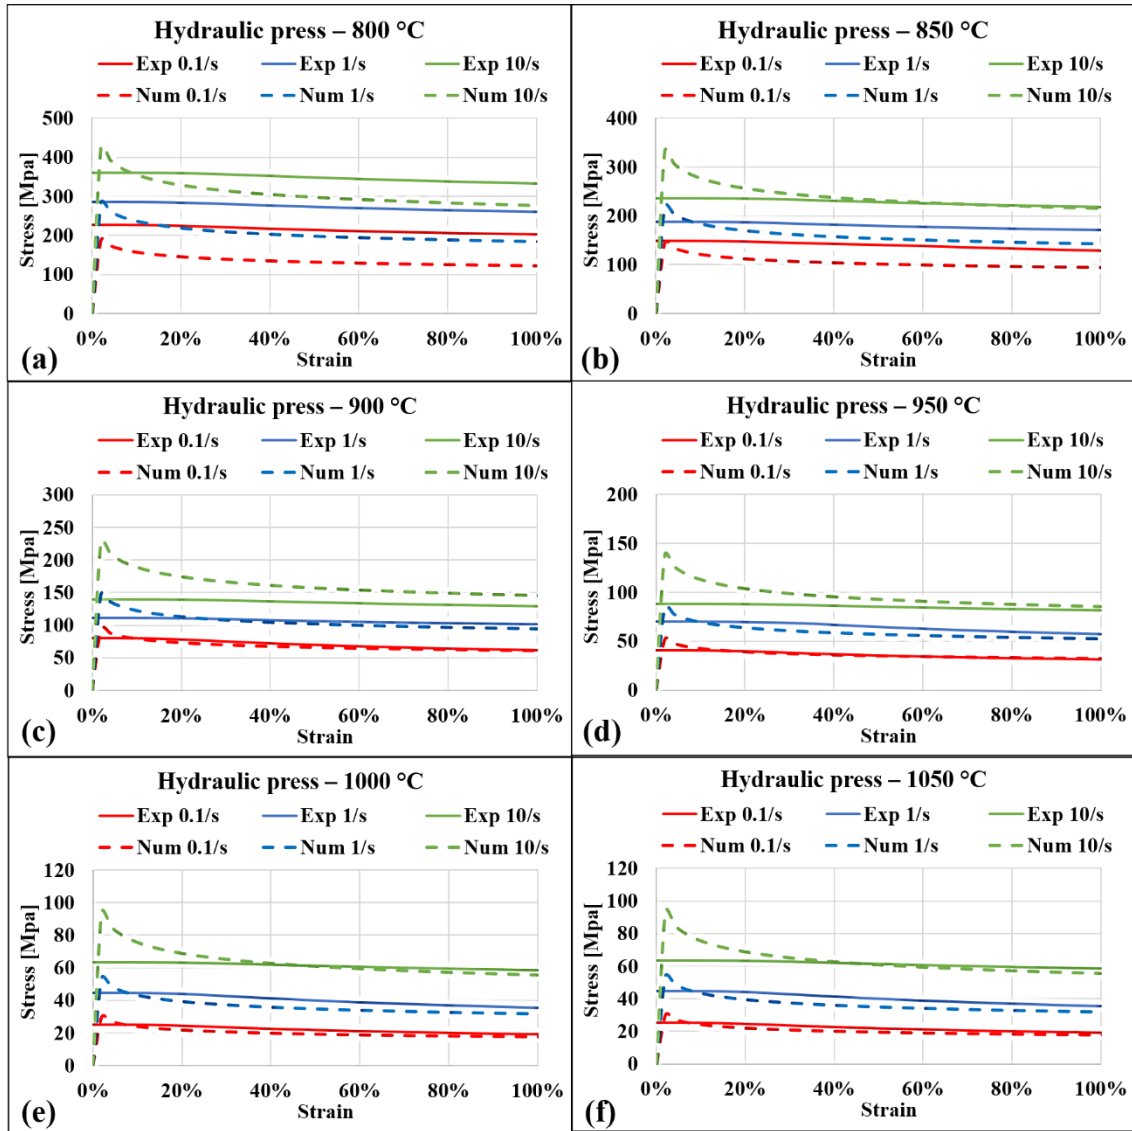 Hydraulic press – 800 °C
Exp 0.1/s Exp 1/s Exp 10/s
Num 0.1/s Num 1/s Num 10/s
500
400
300
200
100
0
Stress [Mpa]
0% 20% 40% 60% 80% 100%
Strain
(a)
Hydraulic press – 850 °C
Exp 0.1/s Exp 1/s Exp 10/s
Num 0.1/s Num 1/s Num 10/s
400
300
200
100
0
Stress [Mpa]
0% 20% 40% 60% 80% 100%
Strain
(b)
Hydraulic press – 900 °C
Exp 0.1/s Exp 1/s Exp 10/s
Num 0.1/s Num 1/s Num 10/s
300
250
200
150
100
50
0
Stress [Mpa]
0% 20% 40% 60% 80% 100%
Strain
(c)
Hydraulic press – 950 °C
Exp 0.1/s Exp 1/s Exp 10/s
Num 0.1/s Num 1/s Num 10/s
200
150
100
50
0
Stress [Mpa]
0% 20% 40% 60% 80% 100%
Strain
(d)
Hydraulic press – 1000 °C
Exp 0.1/s Exp 1/s Exp 10/s
Num 0.1/s Num 1/s Num 10/s
120
100
80
60
40
20
0
Stress [Mpa]
0% 20% 40% 60% 80% 100%
Strain
(e)
Hydraulic press – 1050 °C
Exp 0.1/s Exp 1/s Exp 10/s
Num 0.1/s Num 1/s Num 10/s
120
100
80
60
40
20
0
Stress [Mpa[
0% 20% 40% 60% 80% 100%
Strain
(f)